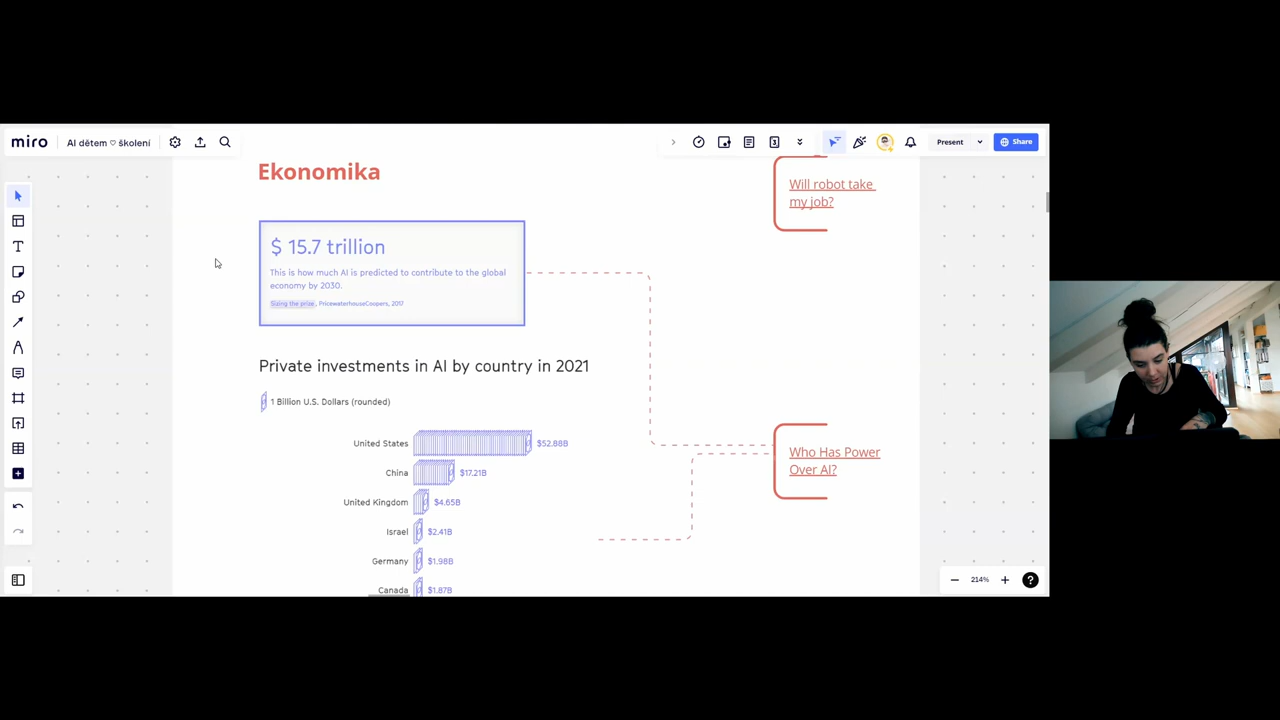 miro
AI dětem ♡ školení
3
Present
Share
Ekonomika
Will robot take
my job?
$ 15.7 trillion
This is how much AI is predicted to contribute to the global
economy by 2030.
Sizing the prize, PricewaterhouseCoopers, 2017
Private investments in AI by country in 2021
1 Billion U.S. Dollars (rounded)
United States $52.88B
China $17.21B
Who Has Power
Over AI?
United Kingdom $4.65B
Israel $2.41B
Germany $1.98B
Canada $1.87B
214%